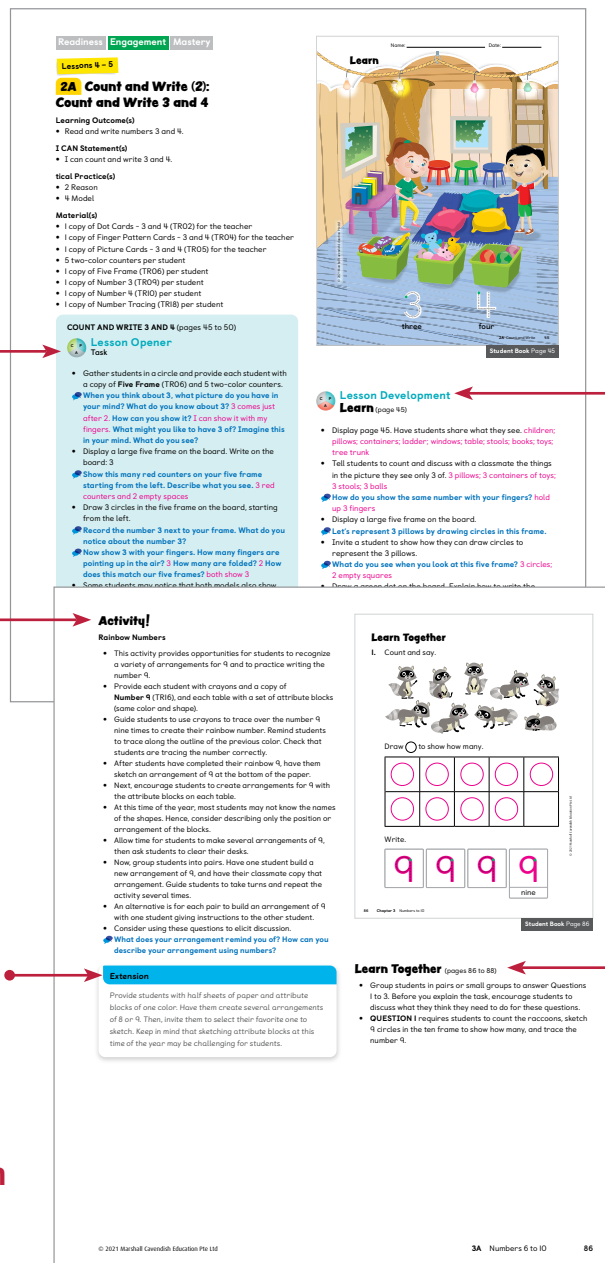 Readiness Engagement Mastery
Lessons 4 – 5
2A Count and Write (2):
Count and Write 3 and 4
Learning Outcome(s)
• Read and write numbers 3 and 4.
I CAN Statement(s)
• I can count and write 3 and 4.
tical Practice(s)
• 2 Reason
• 4 Model
Material(s)
• 1 copy of Dot Cards – 3 and 4 (TR02) for the teacher
• 1 copy of Finger Pattern Cards – 3 and 4 (TR04) for the teacher
• 1 copy of Picture Cards – 3 and 4 (TR05) for the teacher
• 5 two-color counters per student
• 1 copy of Five Frame (TR06) per student
• 1 copy of Number 3 (TR09) per student
• 1 copy of Number 4 (TR10) per student
• 1 copy of Number Tracing (TR18) per student
COUNT AND WRITE 3 AND 4 (pages 45 to 50)
Lesson Opener
Task
• Gather students in a circle and provide each student with
a copy of Five Frame (TR06) and 5 two-color counters.
When you think about 3, what picture do you have in
your mind? What do you know about 3? 3 comes just
after 2. How can you show it? I can show it with my
fingers. What might you like to have 3 of? Imagine this
in your mind. What do you see?
• Display a large five frame on the board. Write on the
board: 3
Show this many red counters on your five frame
starting from the left. Describe what you see. 3 red
counters and 2 empty spaces
• Draw 3 circles in the five frame on the board, starting
from the left.
Record the number 3 next to your frame. What do you
notice about the number 3?
Now show 3 with your fingers. How many fingers are
pointing up in the air? 3 How many are folded? 2 How
does this match our five frames? both show 3
• Some students may notice that both models also show
Name: Date:
Learn
3 4
three four
2A Count and Write
Student Book Page 45
Lesson Development
Learn (page 45)
• Display page 45. Have students share what they see. children;
pillows; containers; ladder; windows; table; stools; books; toys;
tree trunk
• Tell students to count and discuss with a classmate the things
in the picture they see only 3 of. 3 pillows; 3 containers of toys;
3 stools; 3 balls
How do you show the same number with your fingers? hold
up 3 fingers
• Display a large five frame on the board.
Let's represent 3 pillows by drawing circles in this frame.
• Invite a student to show how they can draw circles to
represent the 3 pillows.
What do you see when you look at this five frame? 3 circles;
2 empty squares
• Draw a green dot on the board. Explain how to write the
Activity!
Rainbow Numbers
• This activity provides opportunities for students to recognize
a variety of arrangements for 9 and to practice writing the
number 9.
• Provide each student with crayons and a copy of
Number 9 (TR16), and each table with a set of attribute blocks
(same color and shape).
• Guide students to use crayons to trace over the number 9
nine times to create their rainbow number. Remind students
to trace along the outline of the previous color. Check that
students are tracing the number correctly.
• After students have completed their rainbow 9, have them
sketch an arrangement of 9 at the bottom of the paper.
• Next, encourage students to create arrangements for 9 with
the attribute blocks on each table.
• At this time of the year, most students may not know the names
of the shapes. Hence, consider describing only the position or
arrangement of the blocks.
• Allow time for students to make several arrangements of 9,
then ask students to clear their desks.
• Now, group students into pairs. Have one student build a
new arrangement of 9, and have their classmate copy that
arrangement. Guide students to take turns and repeat the
activity several times.
• An alternative is for each pair to build an arrangement of 9
with one student giving instructions to the other student.
• Consider using these questions to elicit discussion.
What does your arrangement remind you of? How can you
describe your arrangement using numbers?
Extension
Provide students with half sheets of paper and attribute
blocks of one color. Have them create several arrangements
of 8 or 9. Then, invite them to select their favorite one to
sketch. Keep in mind that sketching attribute blocks at this
time of the year may be challenging for students.
Learn Together
1. Count and say.
Draw to show how many.
Write.
9 9 9 9
nine
86 Chapter 3 Numbers to 10
Student Book Page 86
Learn Together (pages 86 to 88)
• Group students in pairs or small groups to answer Questions
1 to 3. Before you explain the task, encourage students to
discuss what they think they need to do for these questions.
• QUESTION 1 requires students to count the raccoons, sketch
9 circles in the ten frame to show how many, and trace the
number 9.
© 2021 Marshall Cavendish Education Pte Ltd
3A Numbers 6 to 10 86